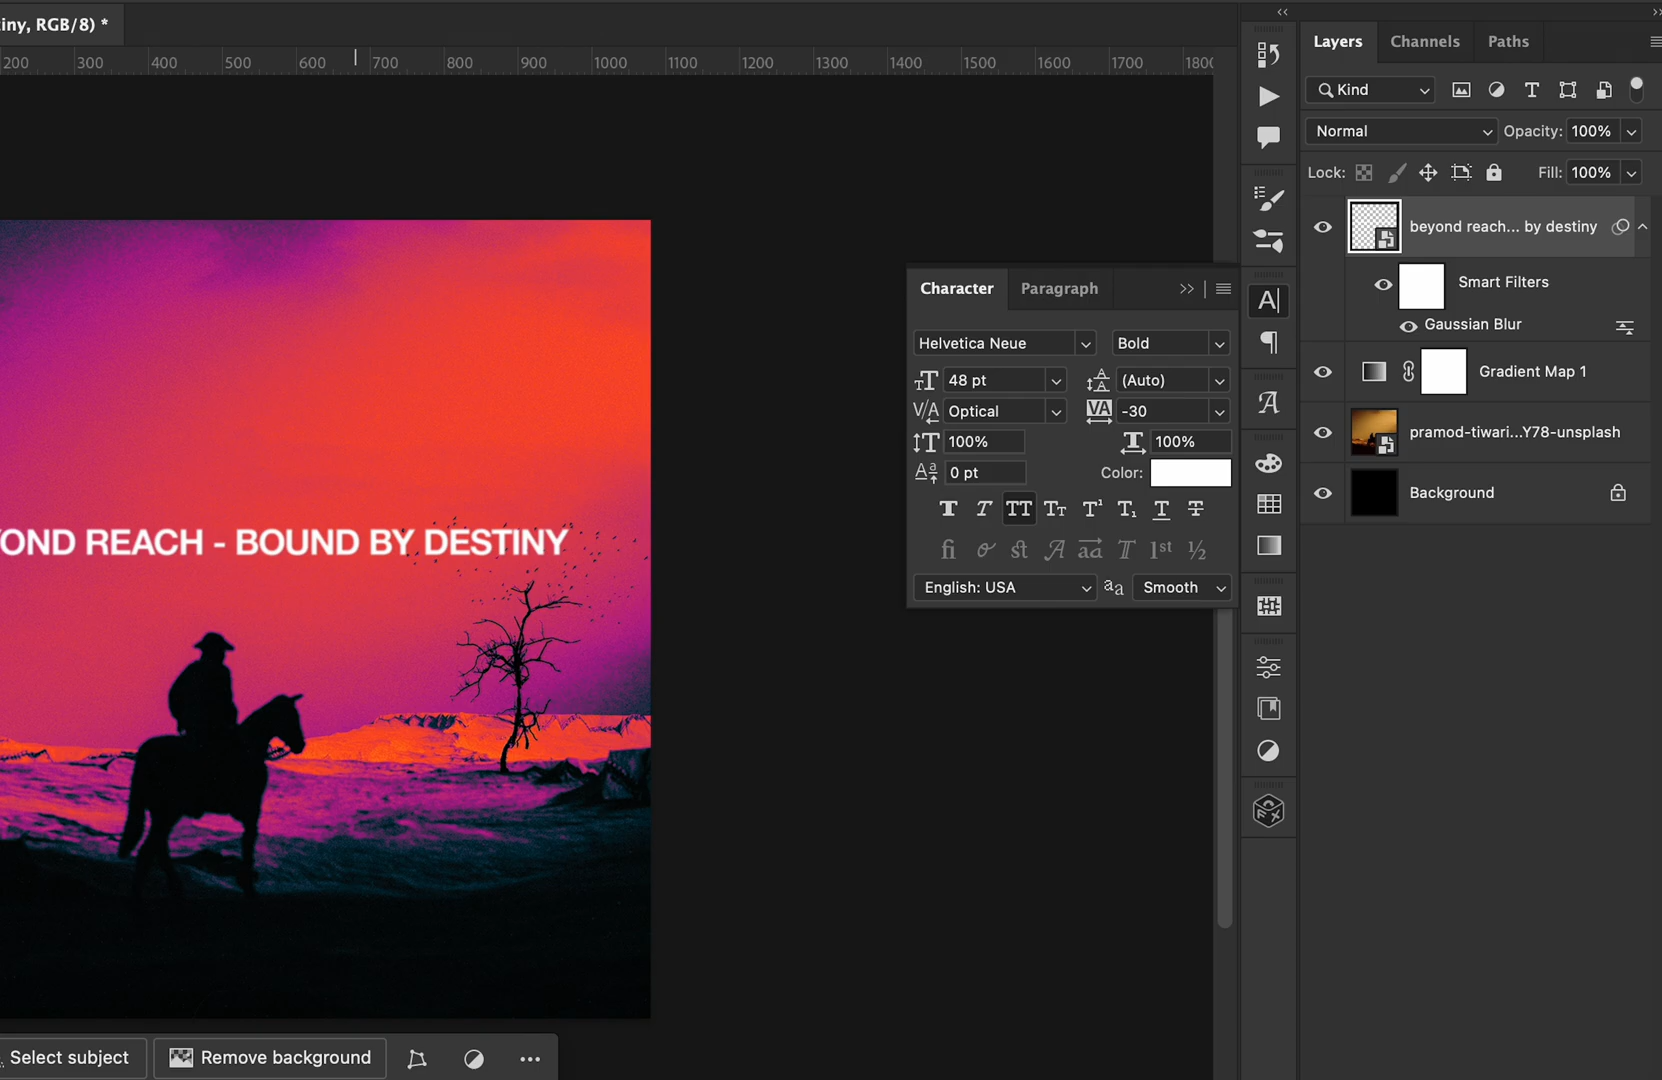 iny, RGB/8) *
200 300 400 500 600 700 800 900 1000 1100 1200 1300 1400 1500 1600 1700 1800
Layers Channels Paths
Kind
Normal Opacity: 100%
Lock: Fill: 100%
beyond reach... by destiny
Smart Filters
Gaussian Blur
Gradient Map 1
pramod-tiwari...Y78-unsplash
Background
Character Paragraph
Helvetica Neue Bold
48 pt (Auto)
Optical -30
100% 100%
0 pt Color:
English: USA Smooth
YOND REACH - BOUND BY DESTINY
Select subject Remove background